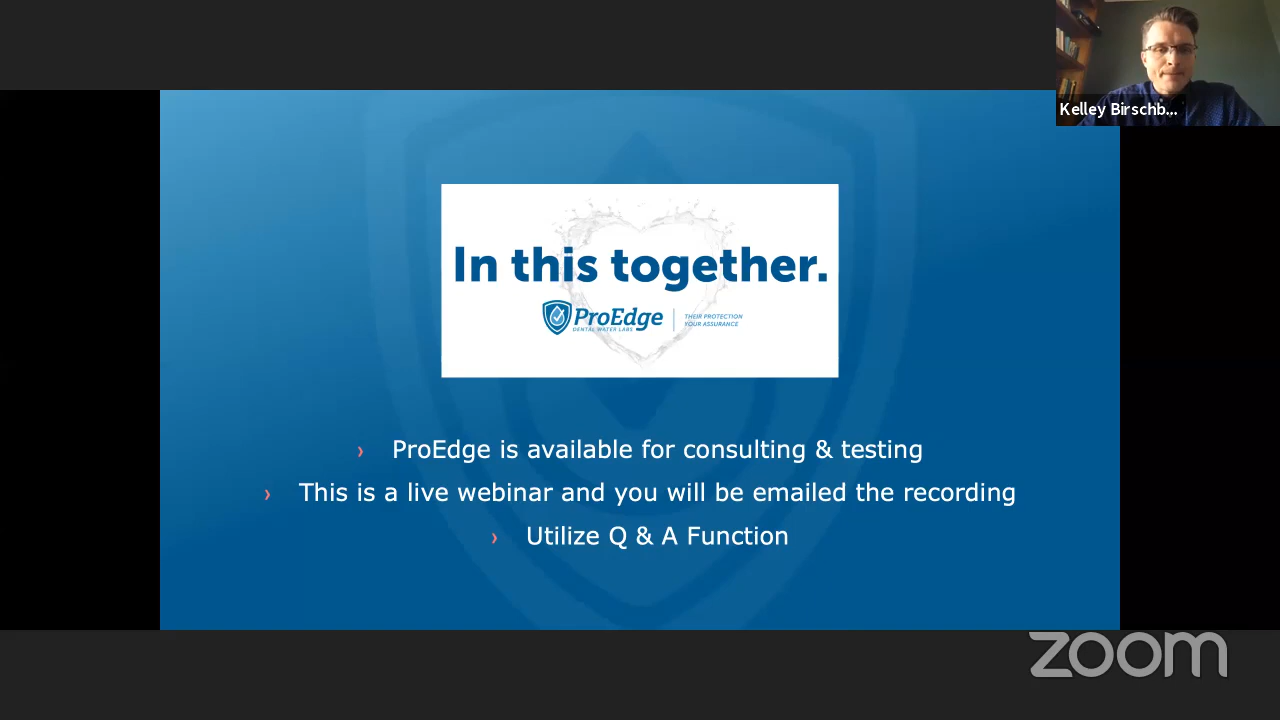 Kelley Birschb...
In this together.
ProEdge
DENTAL WATER LABS
THEIR PROTECTION
YOUR ASSURANCE
› ProEdge is available for consulting & testing
› This is a live webinar and you will be emailed the recording
› Utilize Q & A Function
zoom